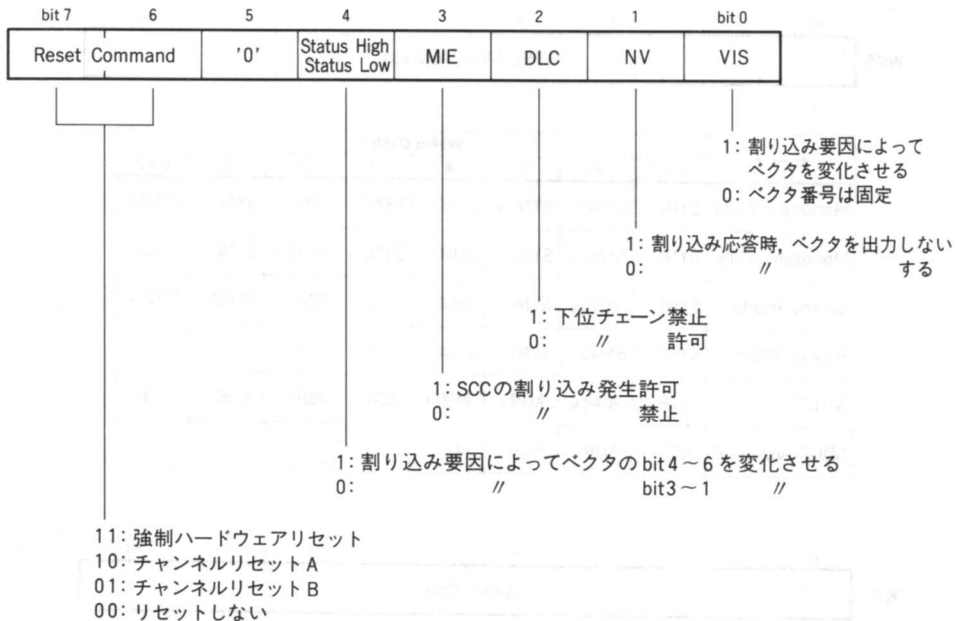 bit 7 6 5 4 3 2 1 bit 0
Reset Command '0' Status High MIE DLC NV VIS
Status Low
1: 割り込み要因によって
ベクタを変化させる
0: ベクタ番号は固定
1: 割り込み応答時, ベクタを出力しない
0: 〃 する
1: 下位チェーン禁止
0: 〃 許可
1: SCCの割り込み発生許可
0: 〃 禁止
1: 割り込み要因によってベクタの bit4～6 を変化させる
0: 〃 bit3～1 〃
11: 強制ハードウェアリセット
10: チャンネルリセットA
01: チャンネルリセットB
00: リセットしない